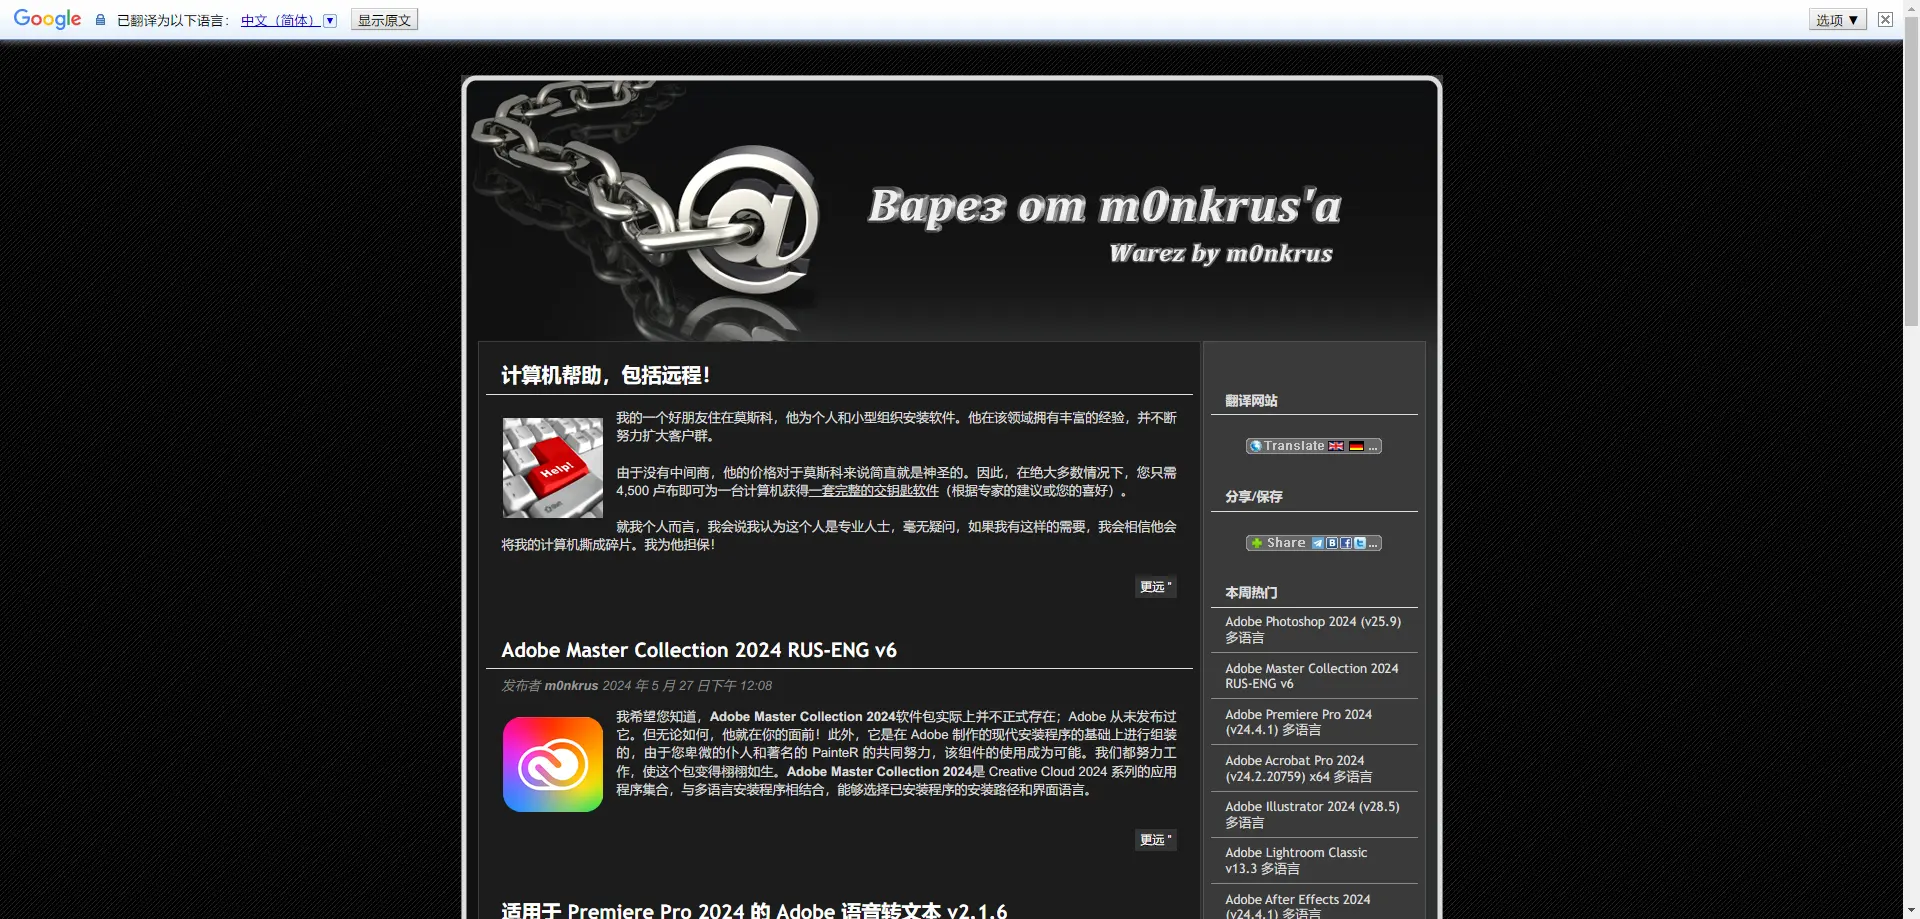 Google 已翻译为以下语言： 中文（简体） ▼ 显示原文 选项 ▼
Варез от m0nkrus'а
Warez by m0nkrus
计算机帮助，包括远程！
Help!
我的一个好朋友住在莫斯科，他为个人和小型组织安装软件。他在该领域拥有丰富的经验，并不断
努力扩大客户群。
由于没有中间商，他的价格对于莫斯科来说简直就是神圣的。因此，在绝大多数情况下，您只需
4,500 卢布即可为一台计算机获得一套完整的交钥匙软件（根据专家的建议或您的喜好）。
就我个人而言，我会说我认为这个人是专业人士，毫无疑问，如果我有这样的需要，我会相信他会
将我的计算机撕成碎片。我为他担保！
更远 "
Adobe Master Collection 2024 RUS-ENG v6
发布者 m0nkrus 2024 年 5 月 27 日下午 12:08
我希望您知道，Adobe Master Collection 2024软件包实际上并不正式存在；Adobe 从未发布过
它。但无论如何，他就在你的面前！此外，它是在 Adobe 制作的现代安装程序的基础上进行组装
的，由于您卑微的仆人和著名的 PainteR 的共同努力，该组件的使用成为可能。我们都努力工
作，使这个包变得栩栩如生。Adobe Master Collection 2024是 Creative Cloud 2024 系列的应用
程序集合，与多语言安装程序相结合，能够选择已安装程序的安装路径和界面语言。
更远 "
适用于 Premiere Pro 2024 的 Adobe 语音转文本 v2.1.6
翻译网站
Translate ...
分享/保存
Share ...
本周热门
Adobe Photoshop 2024 (v25.9)
多语言
Adobe Master Collection 2024
RUS-ENG v6
Adobe Premiere Pro 2024
(v24.4.1) 多语言
Adobe Acrobat Pro 2024
(v24.2.20759) x64 多语言
Adobe Illustrator 2024 (v28.5)
多语言
Adobe Lightroom Classic
v13.3 多语言
Adobe After Effects 2024
(v24.4.1) 多语言